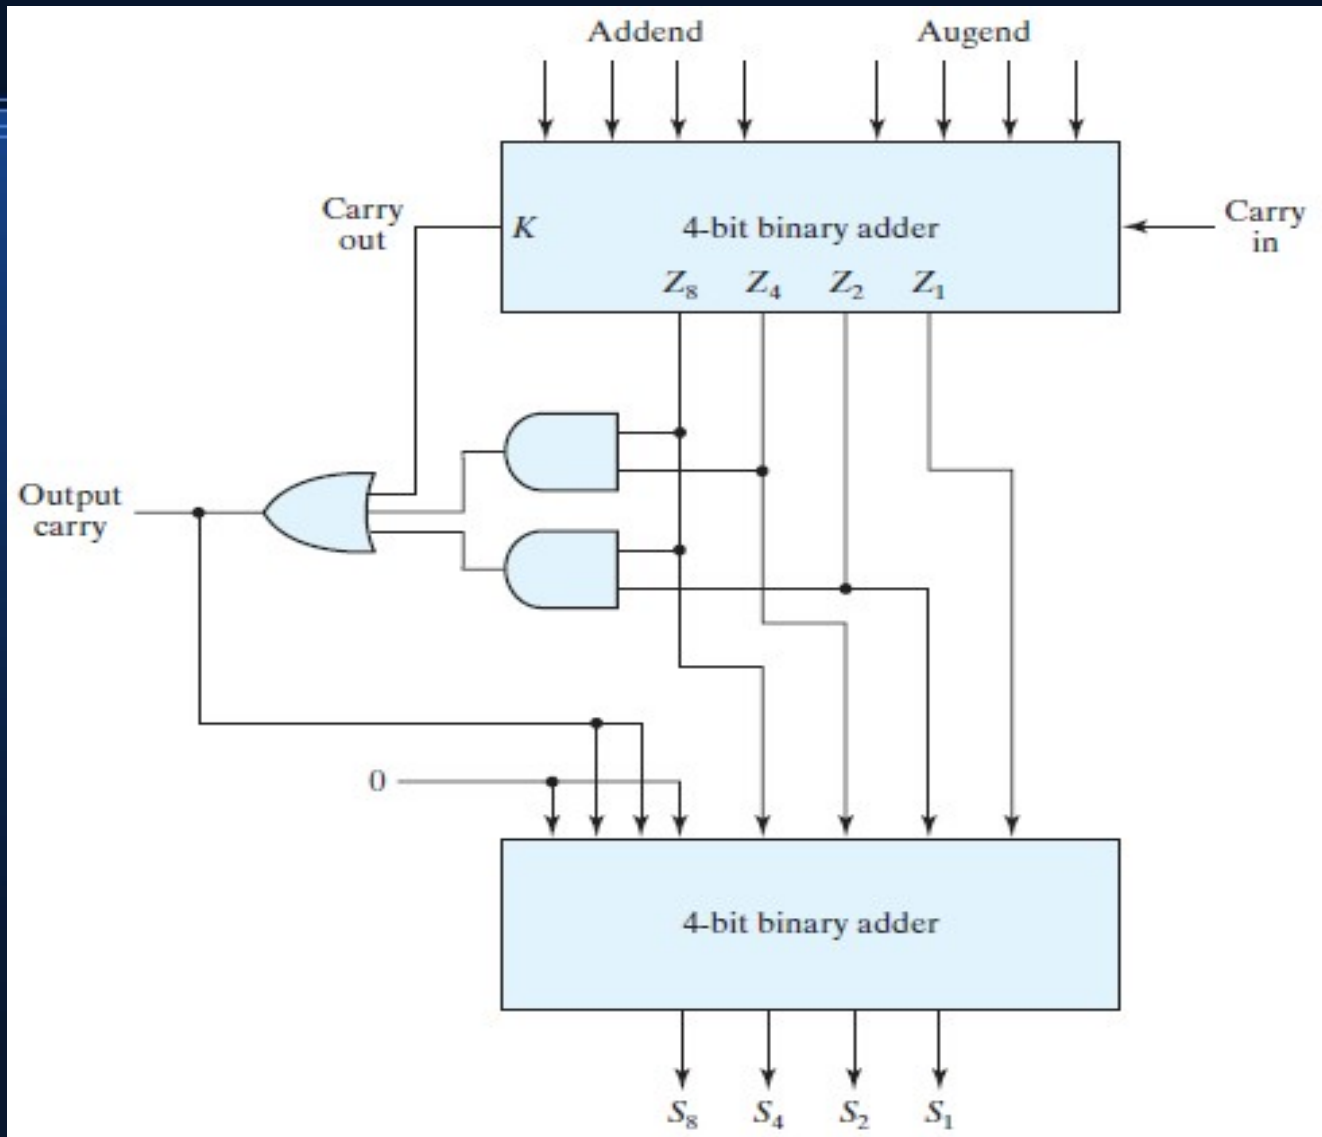 Addend
Augend
Carry
out
K
4-bit binary adder
Carry
in
Z₈ Z₄ Z₂ Z₁
Output
carry
0
4-bit binary adder
S₈ S₄ S₂ S₁